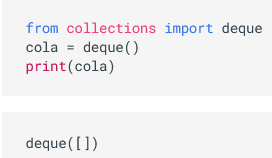 from collections import deque
cola = deque()
print(cola)
deque([])